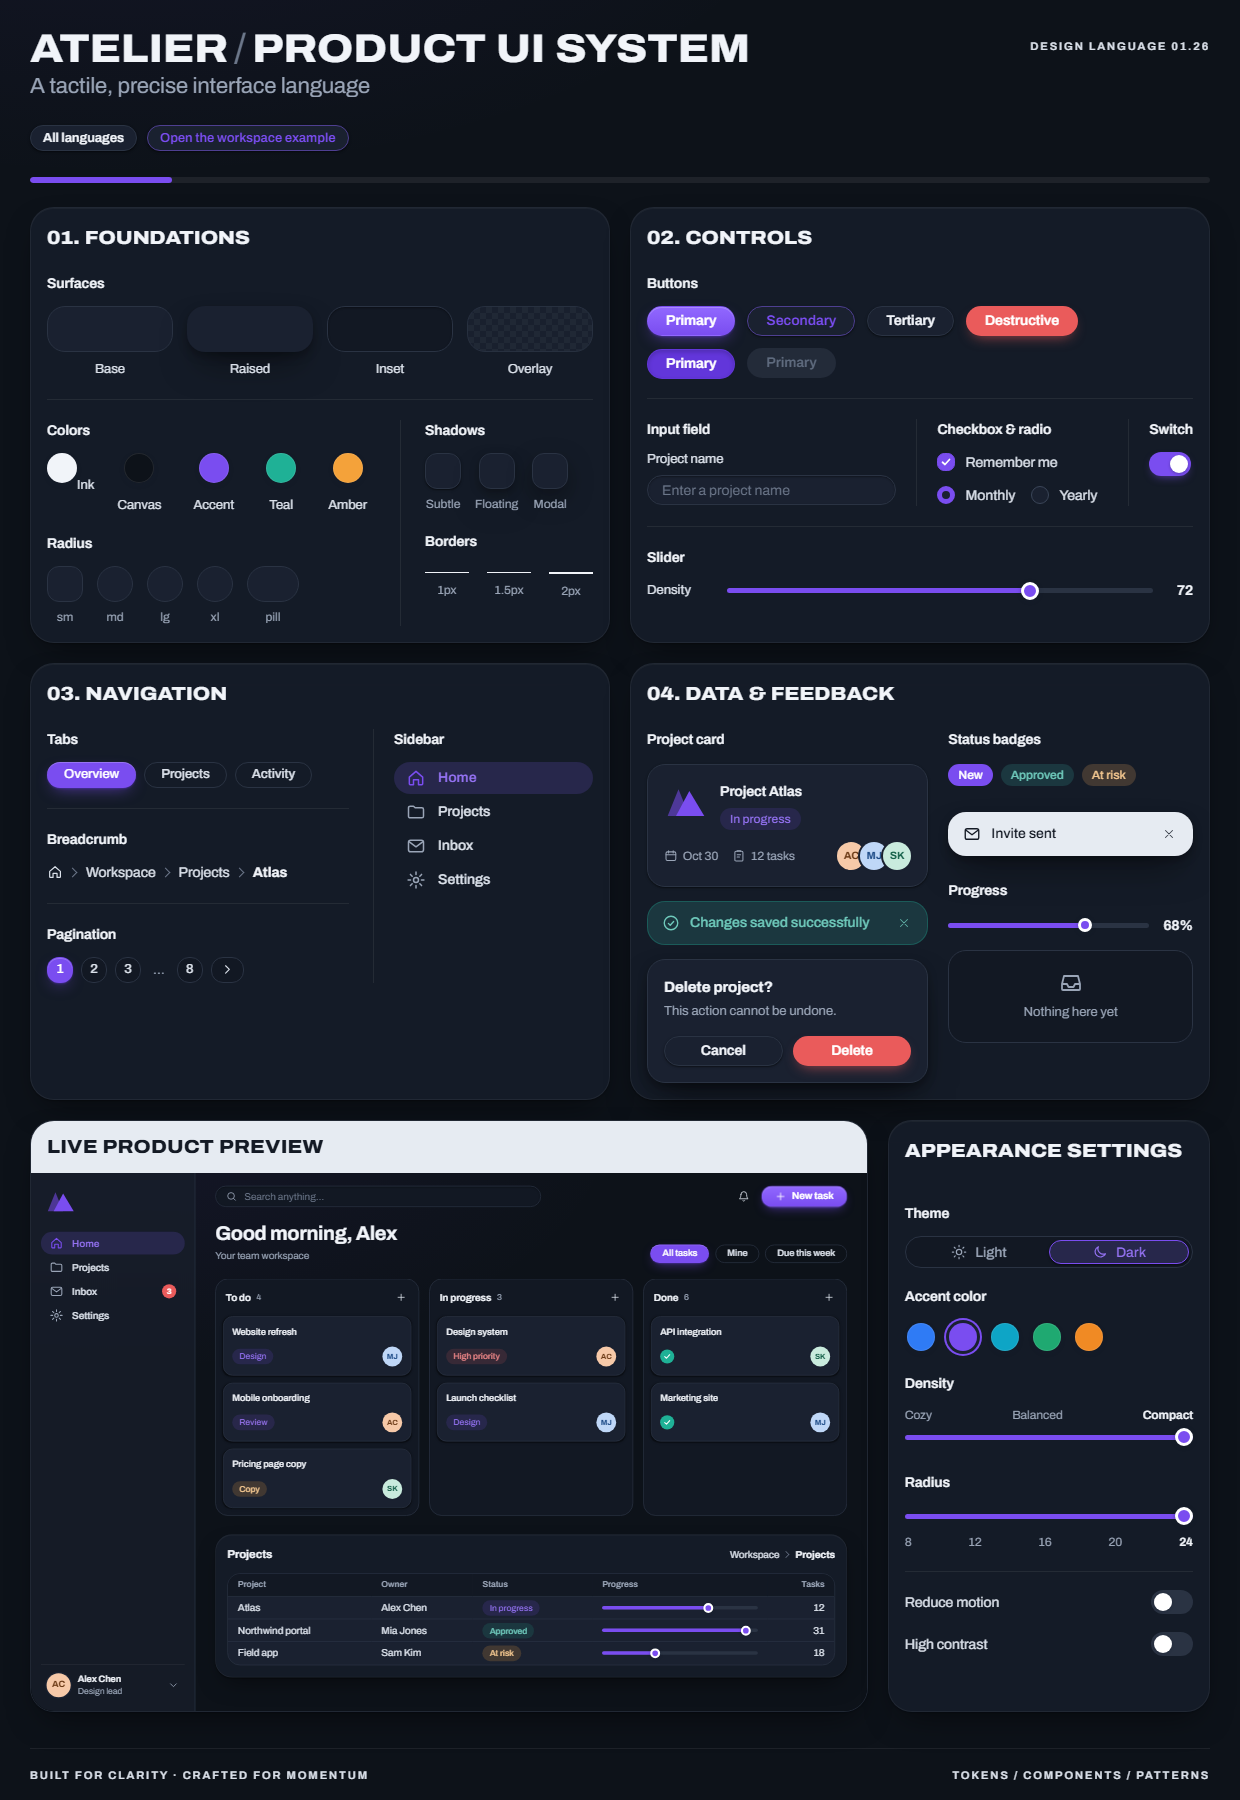 ATELIER / PRODUCT UI SYSTEM
DESIGN LANGUAGE 01.26
A tactile, precise interface language
All languages
Open the workspace example
01. FOUNDATIONS
Surfaces
Base
Raised
Inset
Overlay
Colors
Ink
Canvas
Accent
Teal
Amber
Shadows
Subtle
Floating
Modal
Radius
sm
md
lg
xl
pill
Borders
1px
1.5px
2px
02. CONTROLS
Buttons
Primary
Secondary
Tertiary
Destructive
Primary
Primary
Input field
Project name
Enter a project name
Checkbox & radio
Remember me
Monthly
Yearly
Switch
Slider
Density
72
03. NAVIGATION
Tabs
Overview
Projects
Activity
Breadcrumb
Workspace
Projects
Atlas
Pagination
1
2
3
...
8
Sidebar
Home
Projects
Inbox
Settings
04. DATA & FEEDBACK
Project card
Project Atlas
In progress
Oct 30
12 tasks
AC
MJ
SK
Changes saved successfully
Delete project?
This action cannot be undone.
Cancel
Delete
Status badges
New
Approved
At risk
Invite sent
Progress
68%
Nothing here yet
LIVE PRODUCT PREVIEW
Home
Projects
Inbox
3
Settings
AC
Alex Chen
Design lead
Search anything...
New task
Good morning, Alex
Your team workspace
All tasks
Mine
Due this week
To do 4
Website refresh
Design
MJ
Mobile onboarding
Review
AC
Pricing page copy
Copy
SK
In progress 3
Design system
High priority
AC
Launch checklist
Design
MJ
Done 6
API integration
SK
Marketing site
MJ
Projects
Workspace
Projects
Project Owner Status Progress Tasks
Atlas Alex Chen In progress 12
Northwind portal Mia Jones Approved 31
Field app Sam Kim At risk 18
APPEARANCE SETTINGS
Theme
Light
Dark
Accent color
Density
Cozy
Balanced
Compact
Radius
8
12
16
20
24
Reduce motion
High contrast
BUILT FOR CLARITY · CRAFTED FOR MOMENTUM
TOKENS / COMPONENTS / PATTERNS